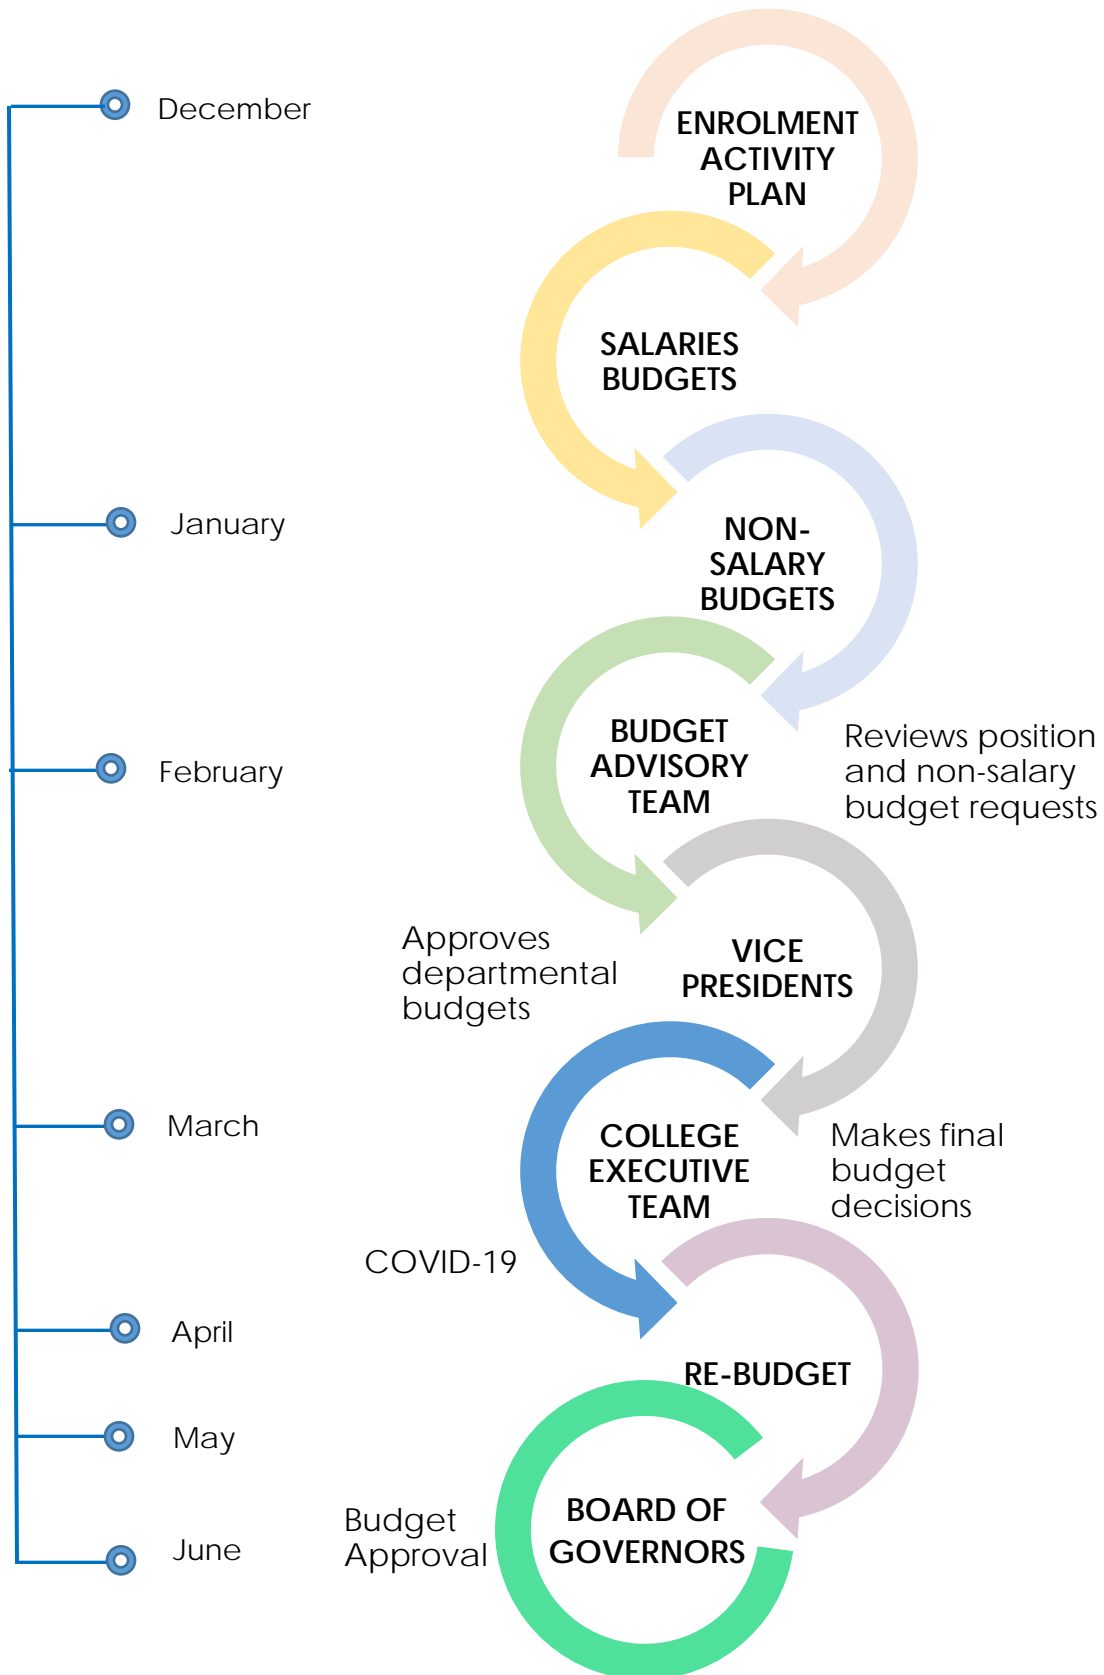 December
ENROLMENT
ACTIVITY
PLAN
SALARIES
BUDGETS
January
NON-
SALARY
BUDGETS
February
BUDGET
ADVISORY
TEAM
Reviews position
and non-salary
budget requests
Approves
departmental
budgets
VICE
PRESIDENTS
March
COLLEGE
EXECUTIVE
TEAM
Makes final
budget
decisions
COVID-19
April
RE-BUDGET
May
BOARD OF
GOVERNORS
Budget
Approval
June